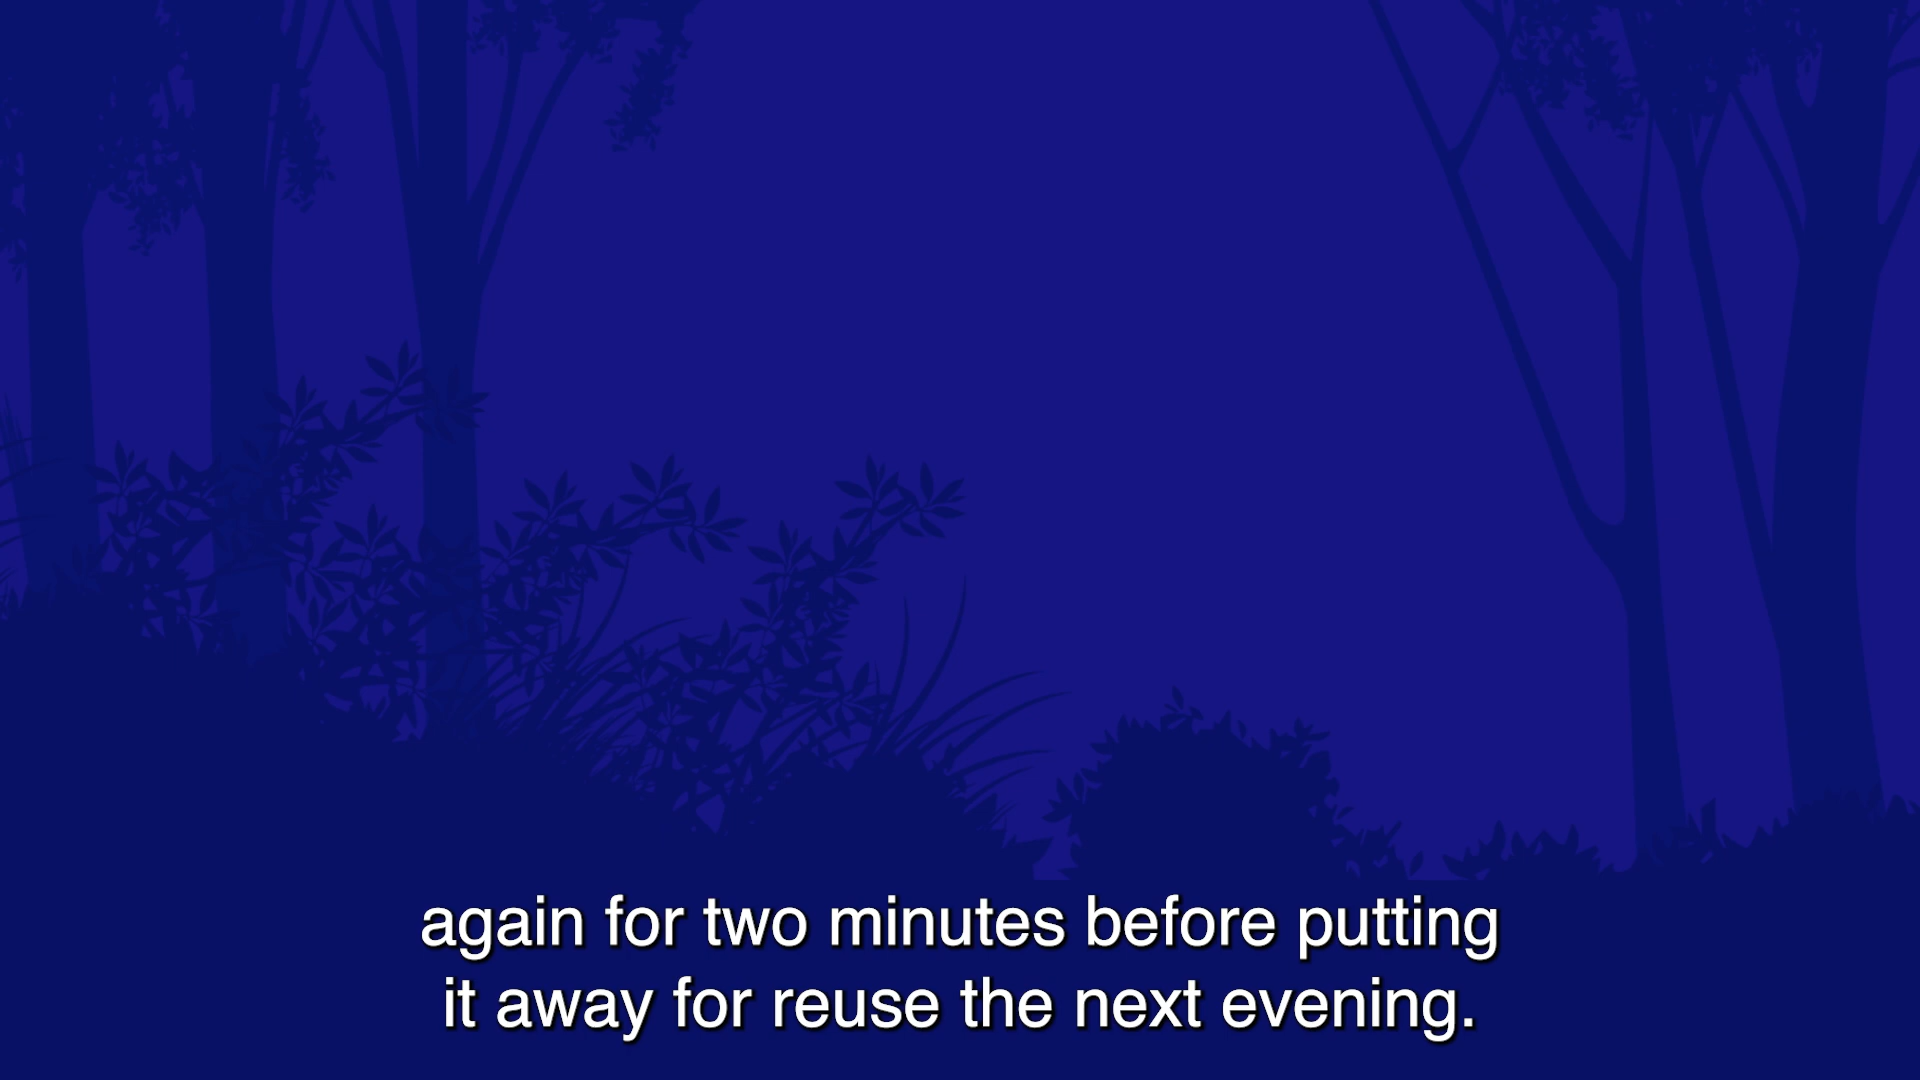 again for two minutes before putting
it away for reuse the next evening.